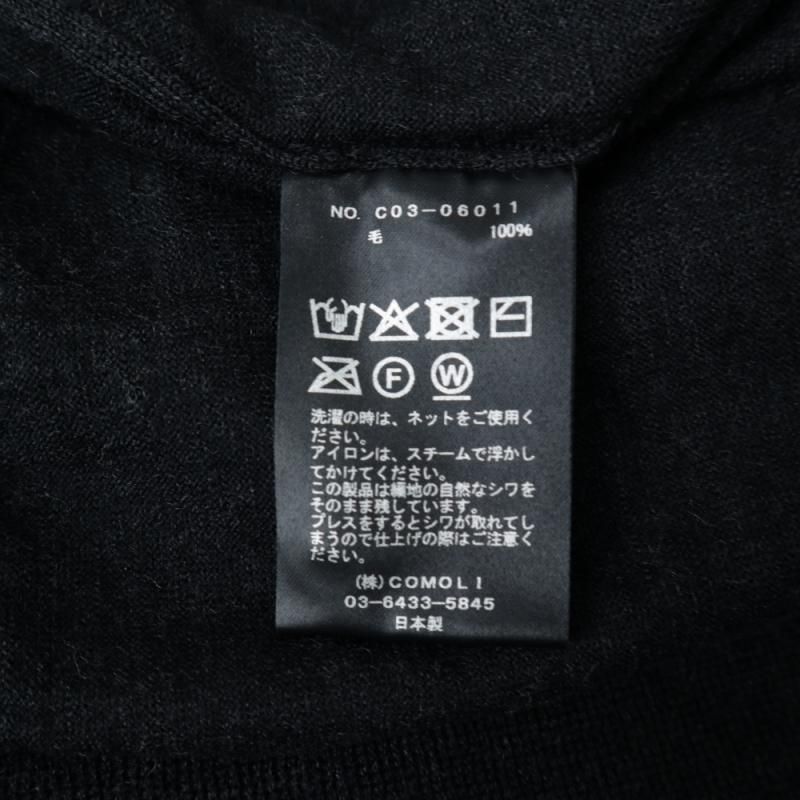 NO. C03-06011
毛 100%
F W
洗濯の時は、ネットをご使用く
ださい。
アイロンは、スチームで浮かし
てかけてください。
この製品は編地の自然なシワを
そのまま残しています。
プレスをするとシワが取れてし
まうので仕上げの際はご注意く
ださい。
(株)COMOLI
03-6433-5845
日本製